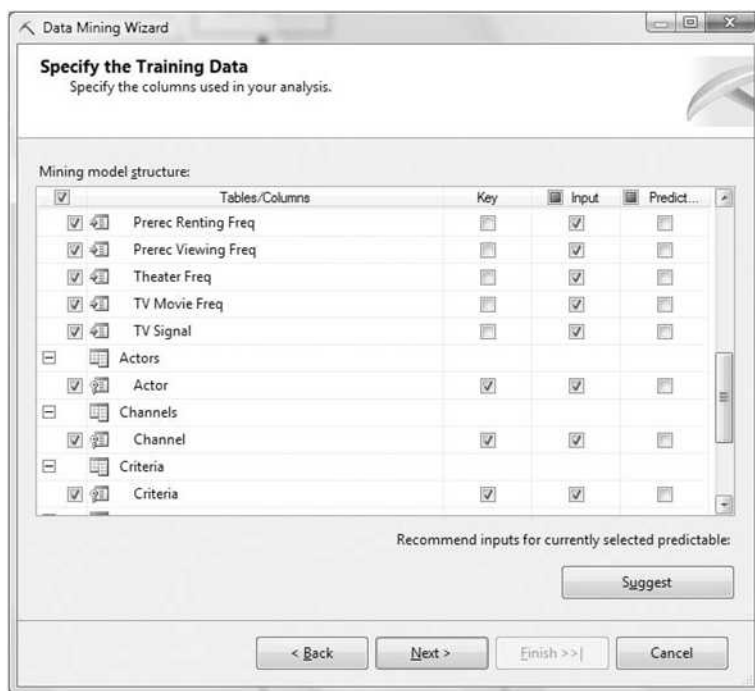 Data Mining Wizard
Specify the Training Data
Specify the columns used in your analysis.
Mining model structure:
Tables/Columns Key Input Predict...
Prerec Renting Freq
Prerec Viewing Freq
Theater Freq
TV Movie Freq
TV Signal
Actors
Actor
Channels
Channel
Criteria
Criteria
Recommend inputs for currently selected predictable:
Suggest
< Back Next > Finish >>| Cancel